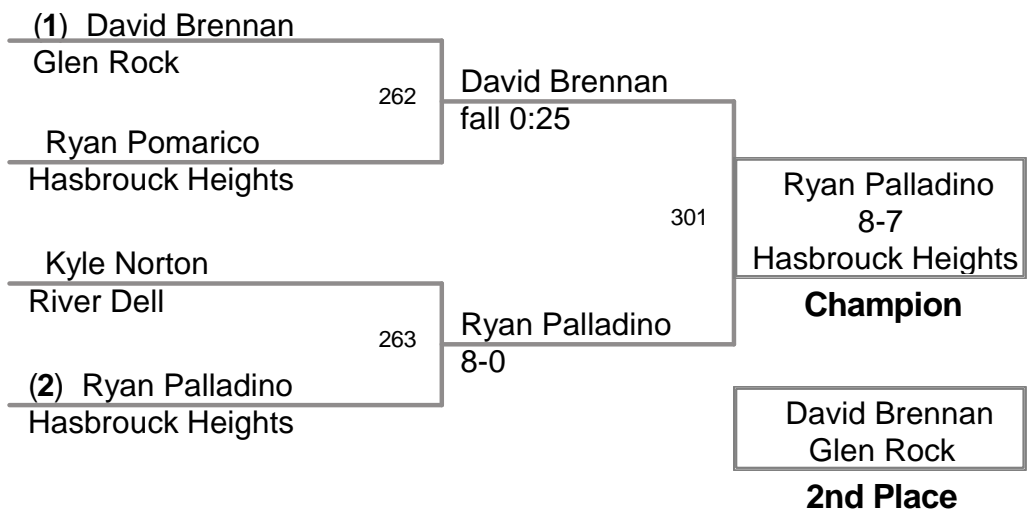 (1) David Brennan
Glen Rock
262
Ryan Pomarico
Hasbrouck Heights
David Brennan
fall 0:25
Kyle Norton
River Dell
263
(2) Ryan Palladino
Hasbrouck Heights
Ryan Palladino
8-0
301
Ryan Palladino
8-7
Hasbrouck Heights
Champion
David Brennan
Glen Rock
2nd Place